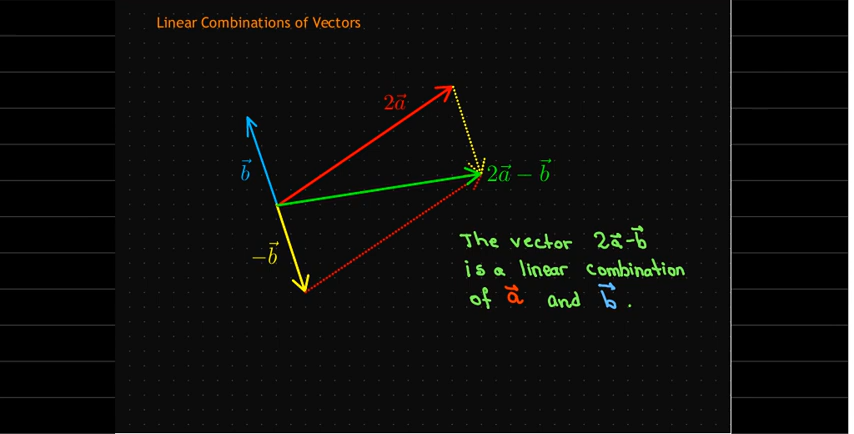 Linear Combinations of Vectors
2a⃗
b⃗
2a⃗ − b⃗
−b⃗
The vector 2a⃗-b⃗
is a linear combination
of a⃗ and b⃗.